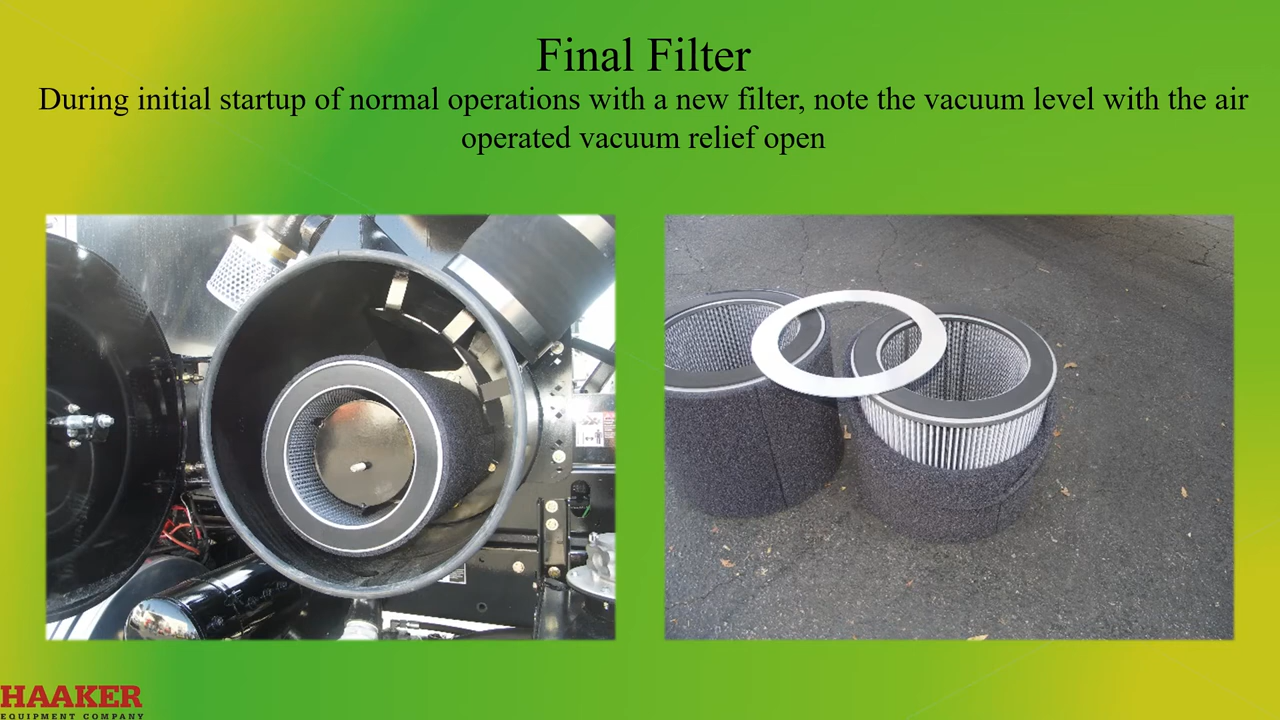 Final Filter
During initial startup of normal operations with a new filter, note the vacuum level with the air
operated vacuum relief open
HAAKER
EQUIPMENT COMPANY